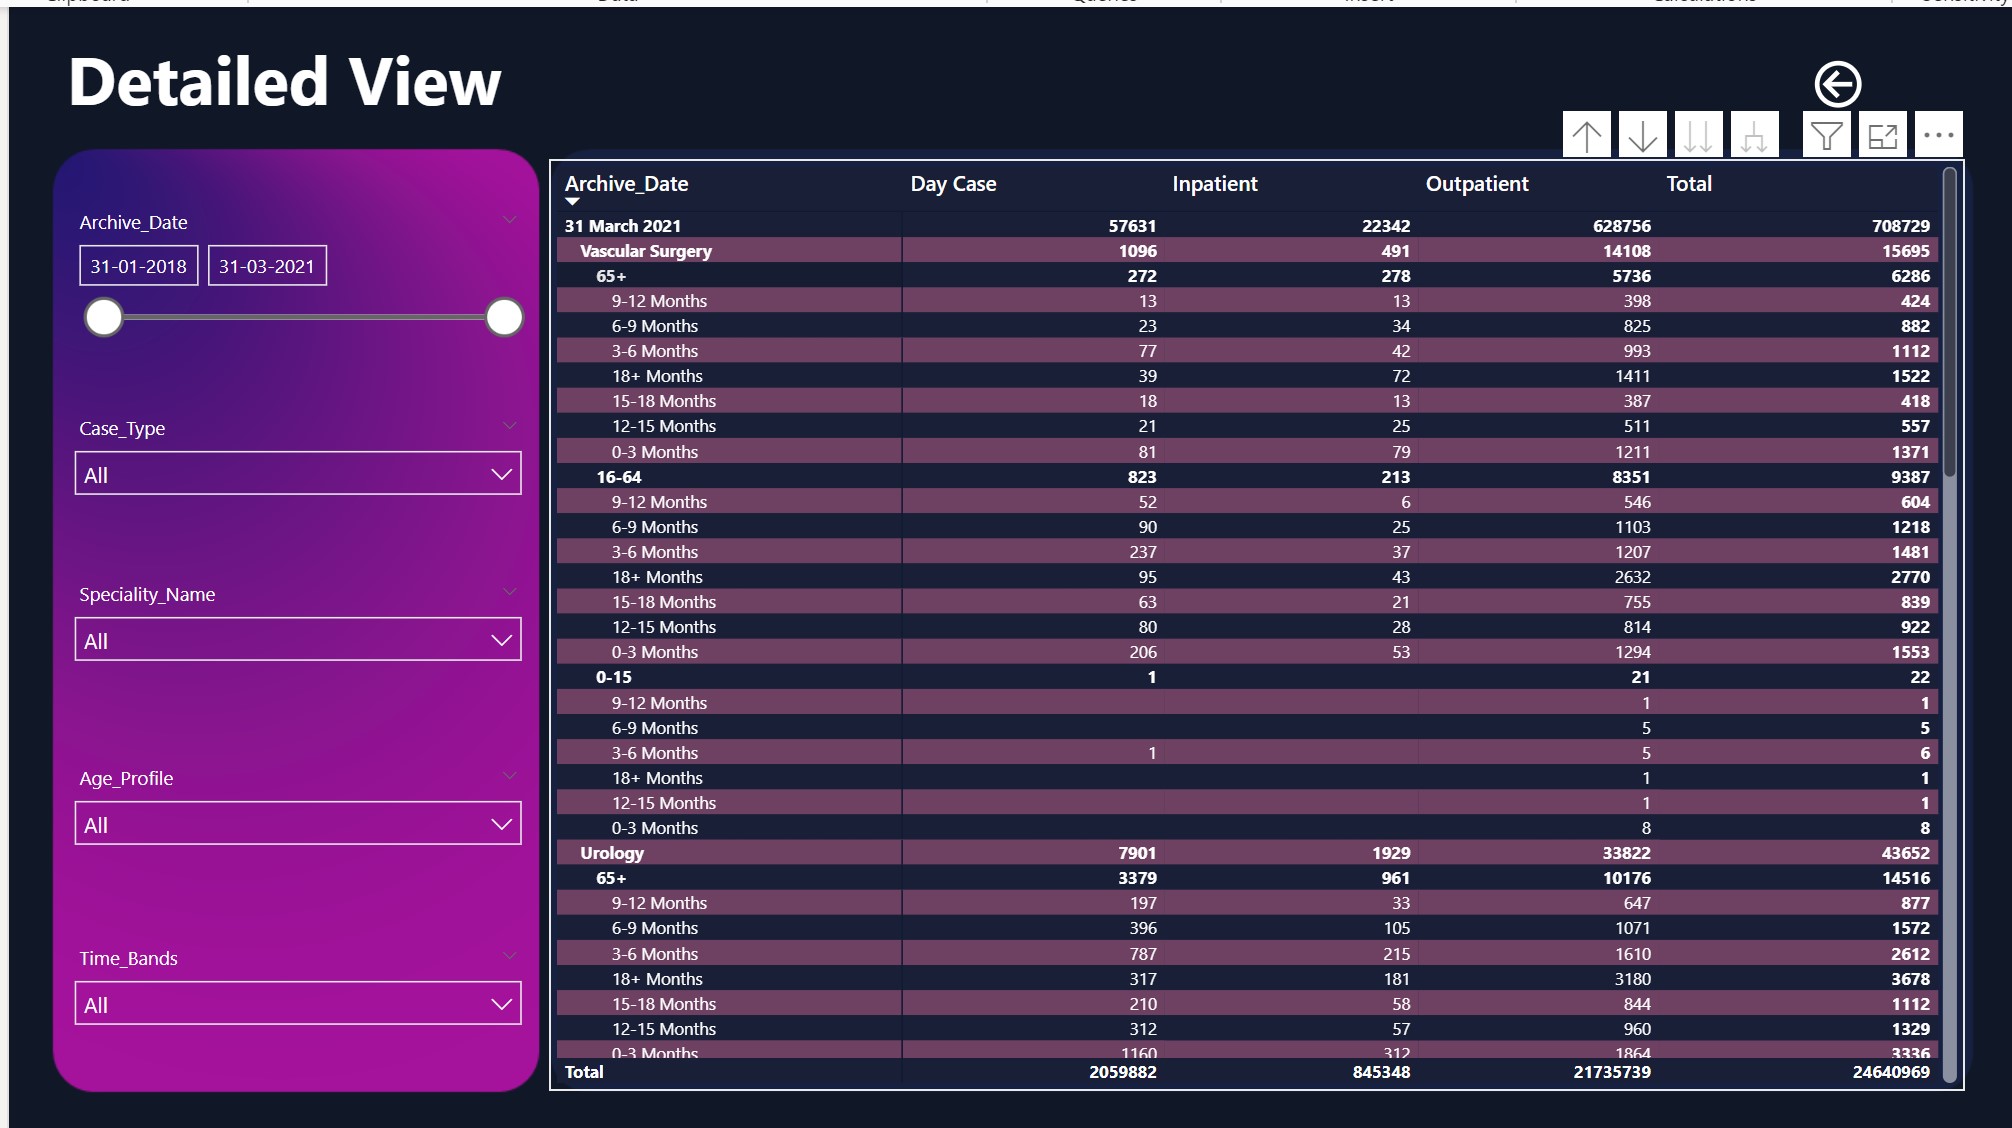 Detailed View
Archive_Date
31-01-2018 31-03-2021
Case_Type
All
Speciality_Name
All
Age_Profile
All
Time_Bands
All
Archive_Date Day Case Inpatient Outpatient Total
31 March 2021 57631 22342 628756 708729
Vascular Surgery 1096 491 14108 15695
65+ 272 278 5736 6286
9-12 Months 13 13 398 424
6-9 Months 23 34 825 882
3-6 Months 77 42 993 1112
18+ Months 39 72 1411 1522
15-18 Months 18 13 387 418
12-15 Months 21 25 511 557
0-3 Months 81 79 1211 1371
16-64 823 213 8351 9387
9-12 Months 52 6 546 604
6-9 Months 90 25 1103 1218
3-6 Months 237 37 1207 1481
18+ Months 95 43 2632 2770
15-18 Months 63 21 755 839
12-15 Months 80 28 814 922
0-3 Months 206 53 1294 1553
0-15 1 21 22
9-12 Months 1 1
6-9 Months 5 5
3-6 Months 1 5 6
18+ Months 1 1
12-15 Months 1 1
0-3 Months 8 8
Urology 7901 1929 33822 43652
65+ 3379 961 10176 14516
9-12 Months 197 33 647 877
6-9 Months 396 105 1071 1572
3-6 Months 787 215 1610 2612
18+ Months 317 181 3180 3678
15-18 Months 210 58 844 1112
12-15 Months 312 57 960 1329
0-3 Months 1160 312 1864 3336
Total 2059882 845348 21735739 24640969